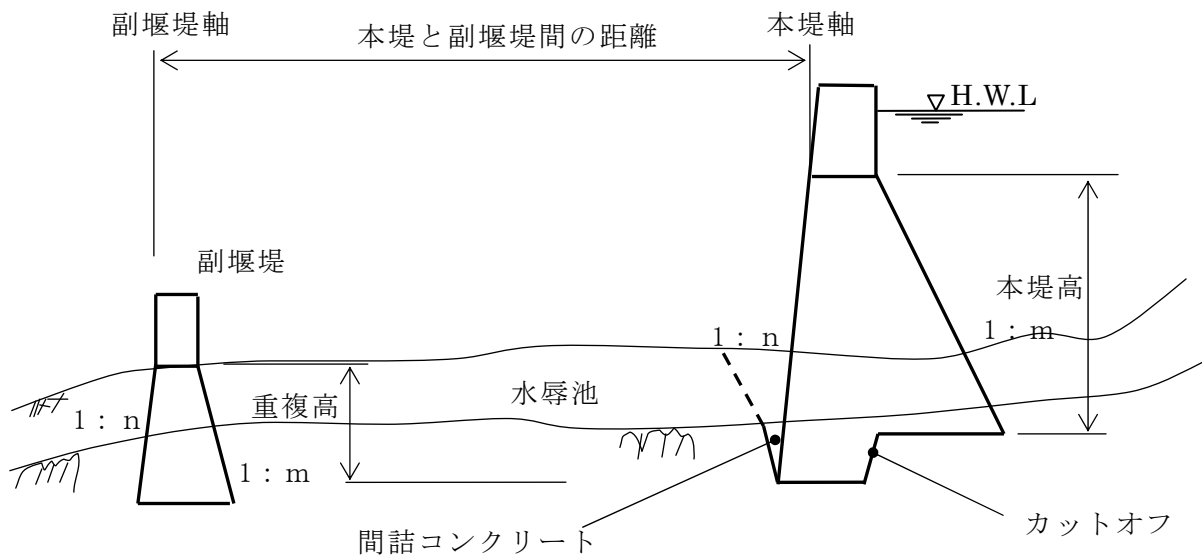 副堰堤軸
本堤と副堰堤間の距離
本堤軸
H.W.L
副堰堤
本堤高
1：n
1：m
水辱池
重複高
1：n
1：m
間詰コンクリート
カットオフ